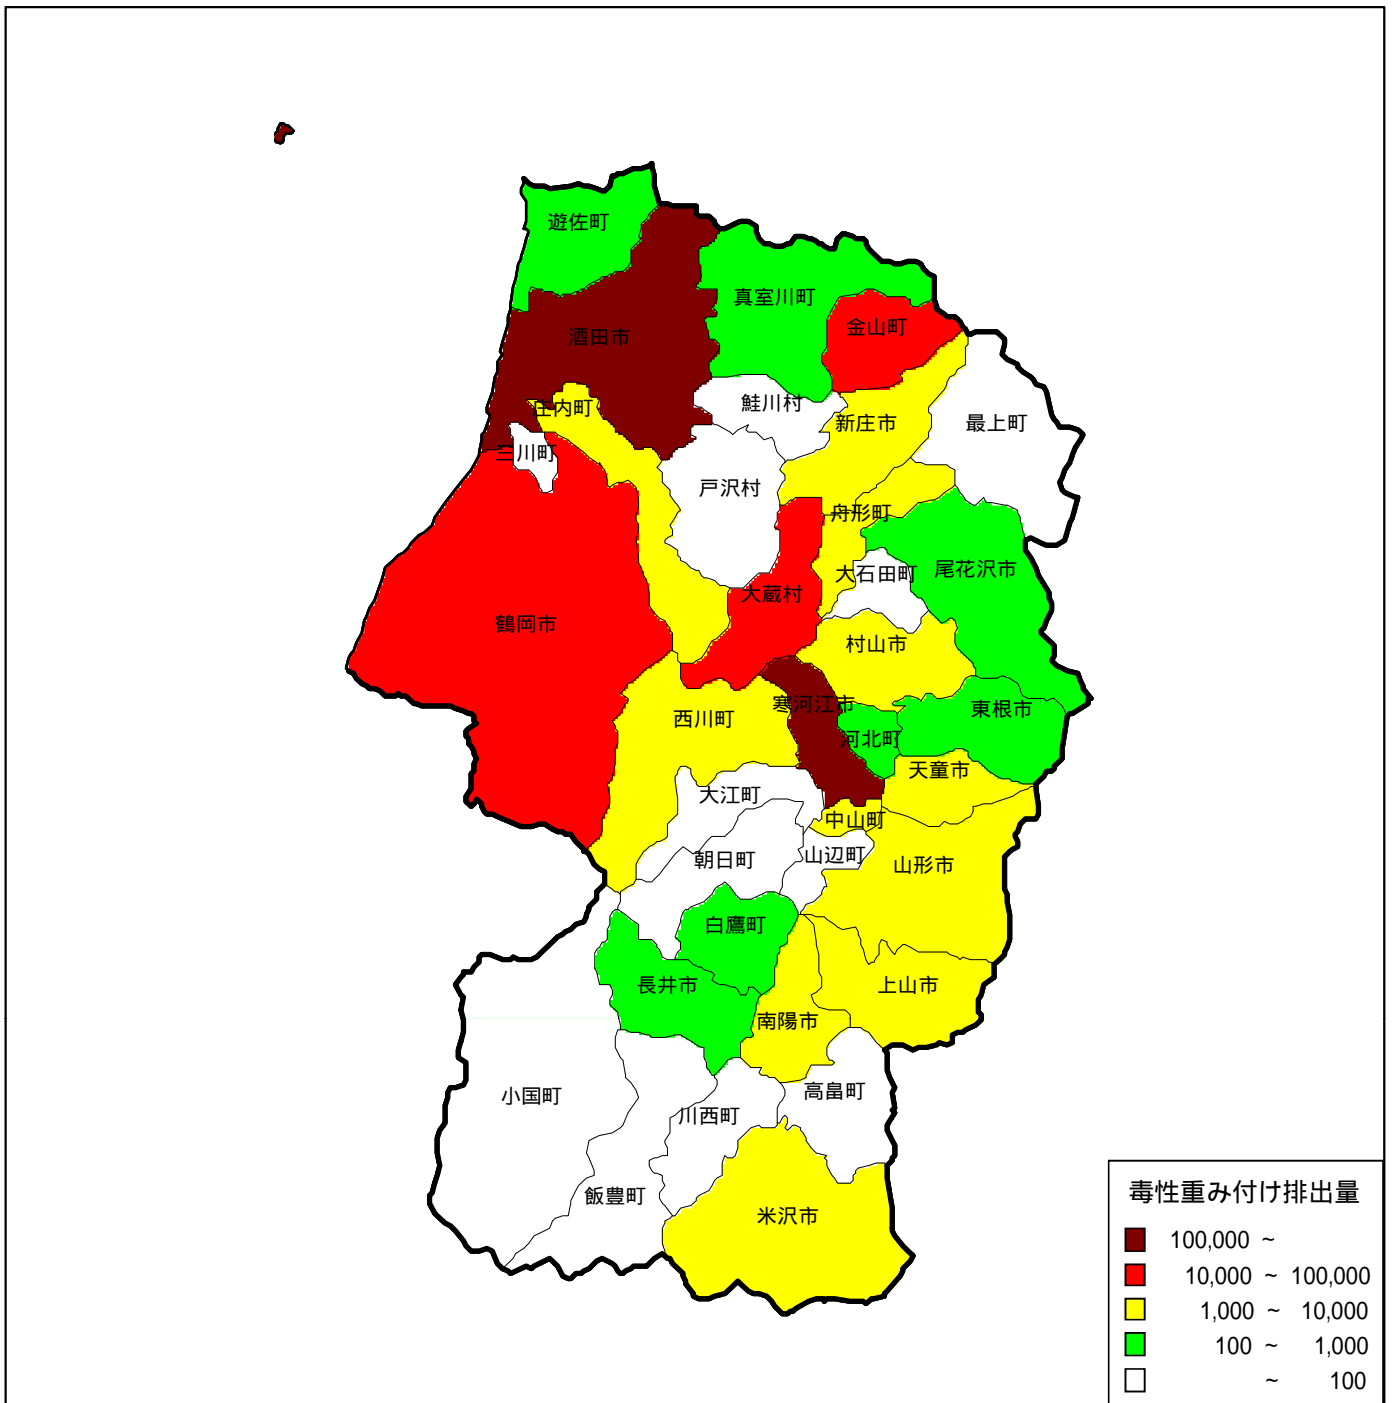 遊佐町
真室川町
金山町
酒田市
庄内町
鮭川村
新庄市
最上町
三川町
戸沢村
舟形町
大石田町
尾花沢市
大蔵村
鶴岡市
村山市
寒河江市
西川町
東根市
河北町
天童市
大江町
中山町
朝日町
山辺町
山形市
白鷹町
長井市
上山市
南陽市
小国町
高畠町
川西町
飯豊町
米沢市
毒性重み付け排出量
100,000 ~
10,000 ~ 100,000
1,000 ~ 10,000
100 ~ 1,000
~ 100